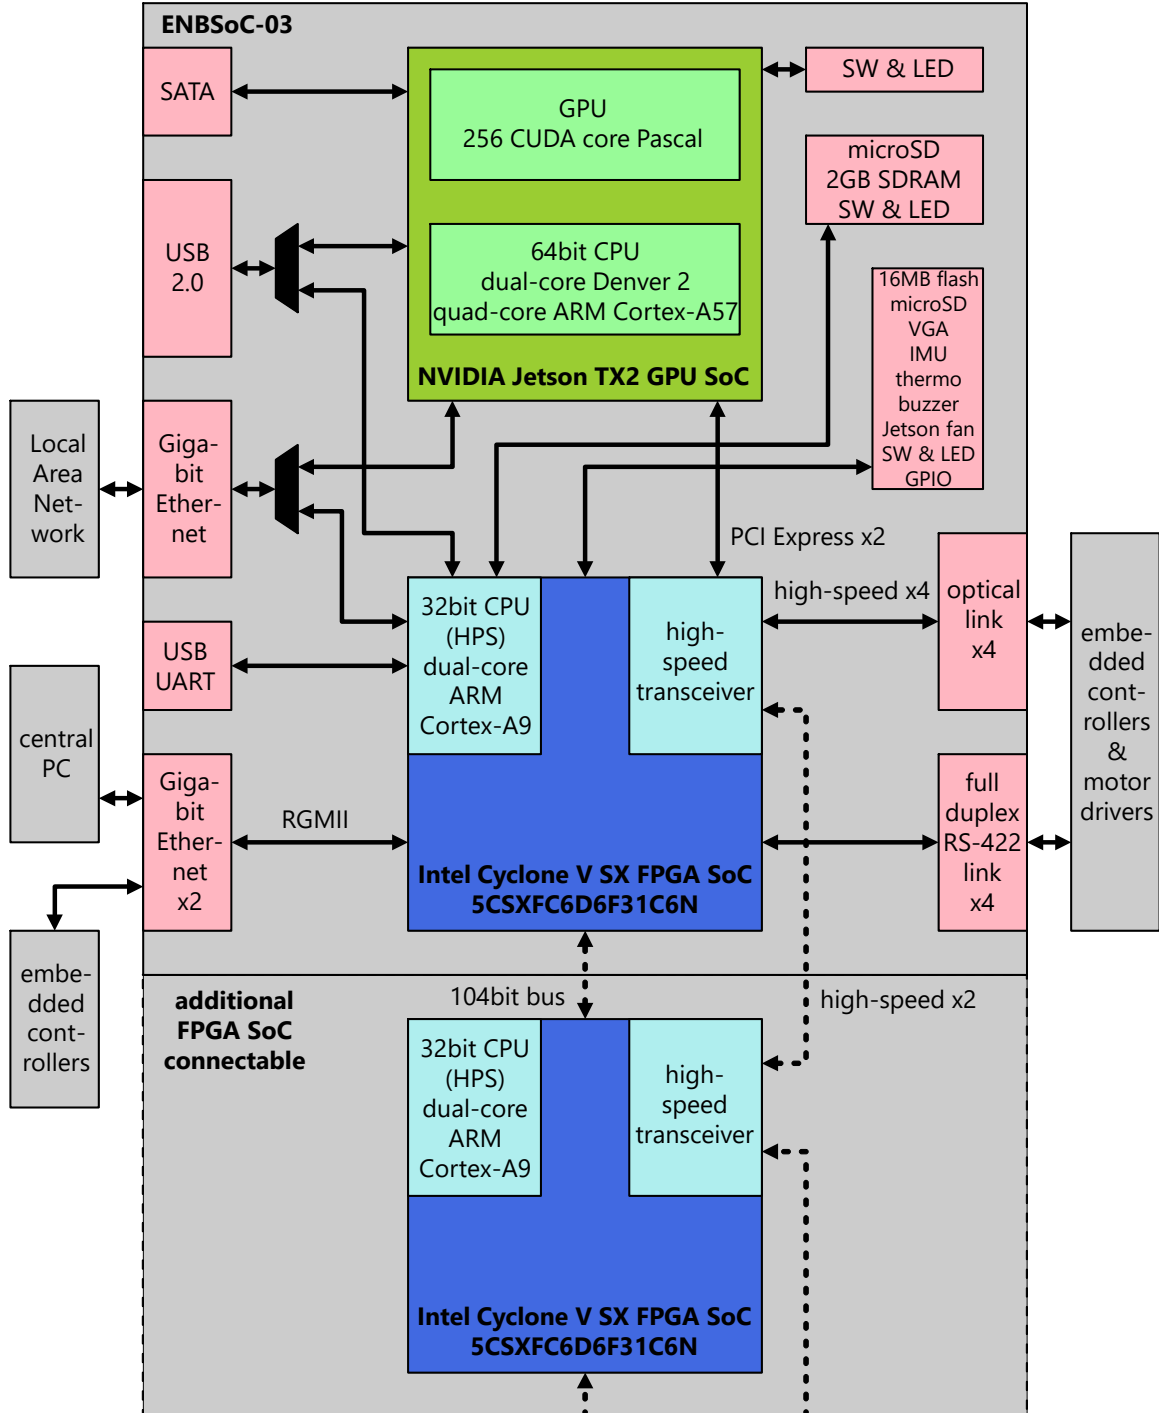 ENBSoC-03
SATA
GPU
256 CUDA core Pascal
SW & LED
microSD
2GB SDRAM
SW & LED
USB
2.0
64bit CPU
dual-core Denver 2
quad-core ARM Cortex-A57
NVIDIA Jetson TX2 GPU SoC
16MB flash
microSD
VGA
IMU
thermo
buzzer
Jetson fan
SW & LED
GPIO
Local
Area
Net-
work
Giga-
bit
Ether-
net
PCI Express x2
32bit CPU
(HPS)
dual-core
ARM
Cortex-A9
high-
speed
transceiver
high-speed x4
optical
link
x4
embe-
dded
cont-
rollers
&
motor
drivers
USB
UART
central
PC
Giga-
bit
Ether-
net
x2
RGMII
Intel Cyclone V SX FPGA SoC
5CSXFC6D6F31C6N
full
duplex
RS-422
link
x4
embe-
dded
cont-
rollers
additional
FPGA SoC
connectable
104bit bus
high-speed x2
32bit CPU
(HPS)
dual-core
ARM
Cortex-A9
high-
speed
transceiver
Intel Cyclone V SX FPGA SoC
5CSXFC6D6F31C6N